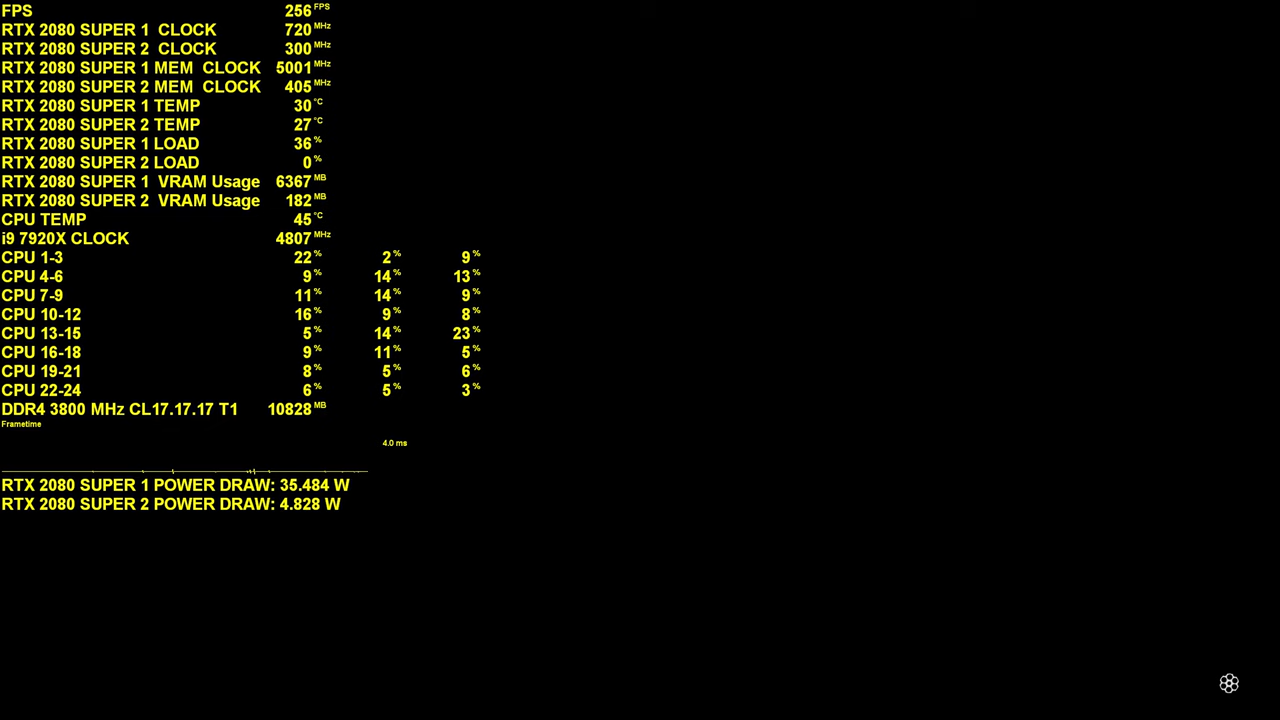 FPS 256 FPS
RTX 2080 SUPER 1 CLOCK 720 MHz
RTX 2080 SUPER 2 CLOCK 300 MHz
RTX 2080 SUPER 1 MEM CLOCK 5001 MHz
RTX 2080 SUPER 2 MEM CLOCK 405 MHz
RTX 2080 SUPER 1 TEMP 30 °C
RTX 2080 SUPER 2 TEMP 27 °C
RTX 2080 SUPER 1 LOAD 36 %
RTX 2080 SUPER 2 LOAD 0 %
RTX 2080 SUPER 1 VRAM Usage 6367 MB
RTX 2080 SUPER 2 VRAM Usage 182 MB
CPU TEMP 45 °C
i9 7920X CLOCK 4807 MHz
CPU 1-3 22 % 2 % 9 %
CPU 4-6 9 % 14 % 13 %
CPU 7-9 11 % 14 % 9 %
CPU 10-12 16 % 9 % 8 %
CPU 13-15 5 % 14 % 23 %
CPU 16-18 9 % 11 % 5 %
CPU 19-21 8 % 5 % 6 %
CPU 22-24 6 % 5 % 3 %
DDR4 3800 MHz CL17.17.17 T1 10828 MB
Frametime
4.0 ms
RTX 2080 SUPER 1 POWER DRAW: 35.484 W
RTX 2080 SUPER 2 POWER DRAW: 4.828 W